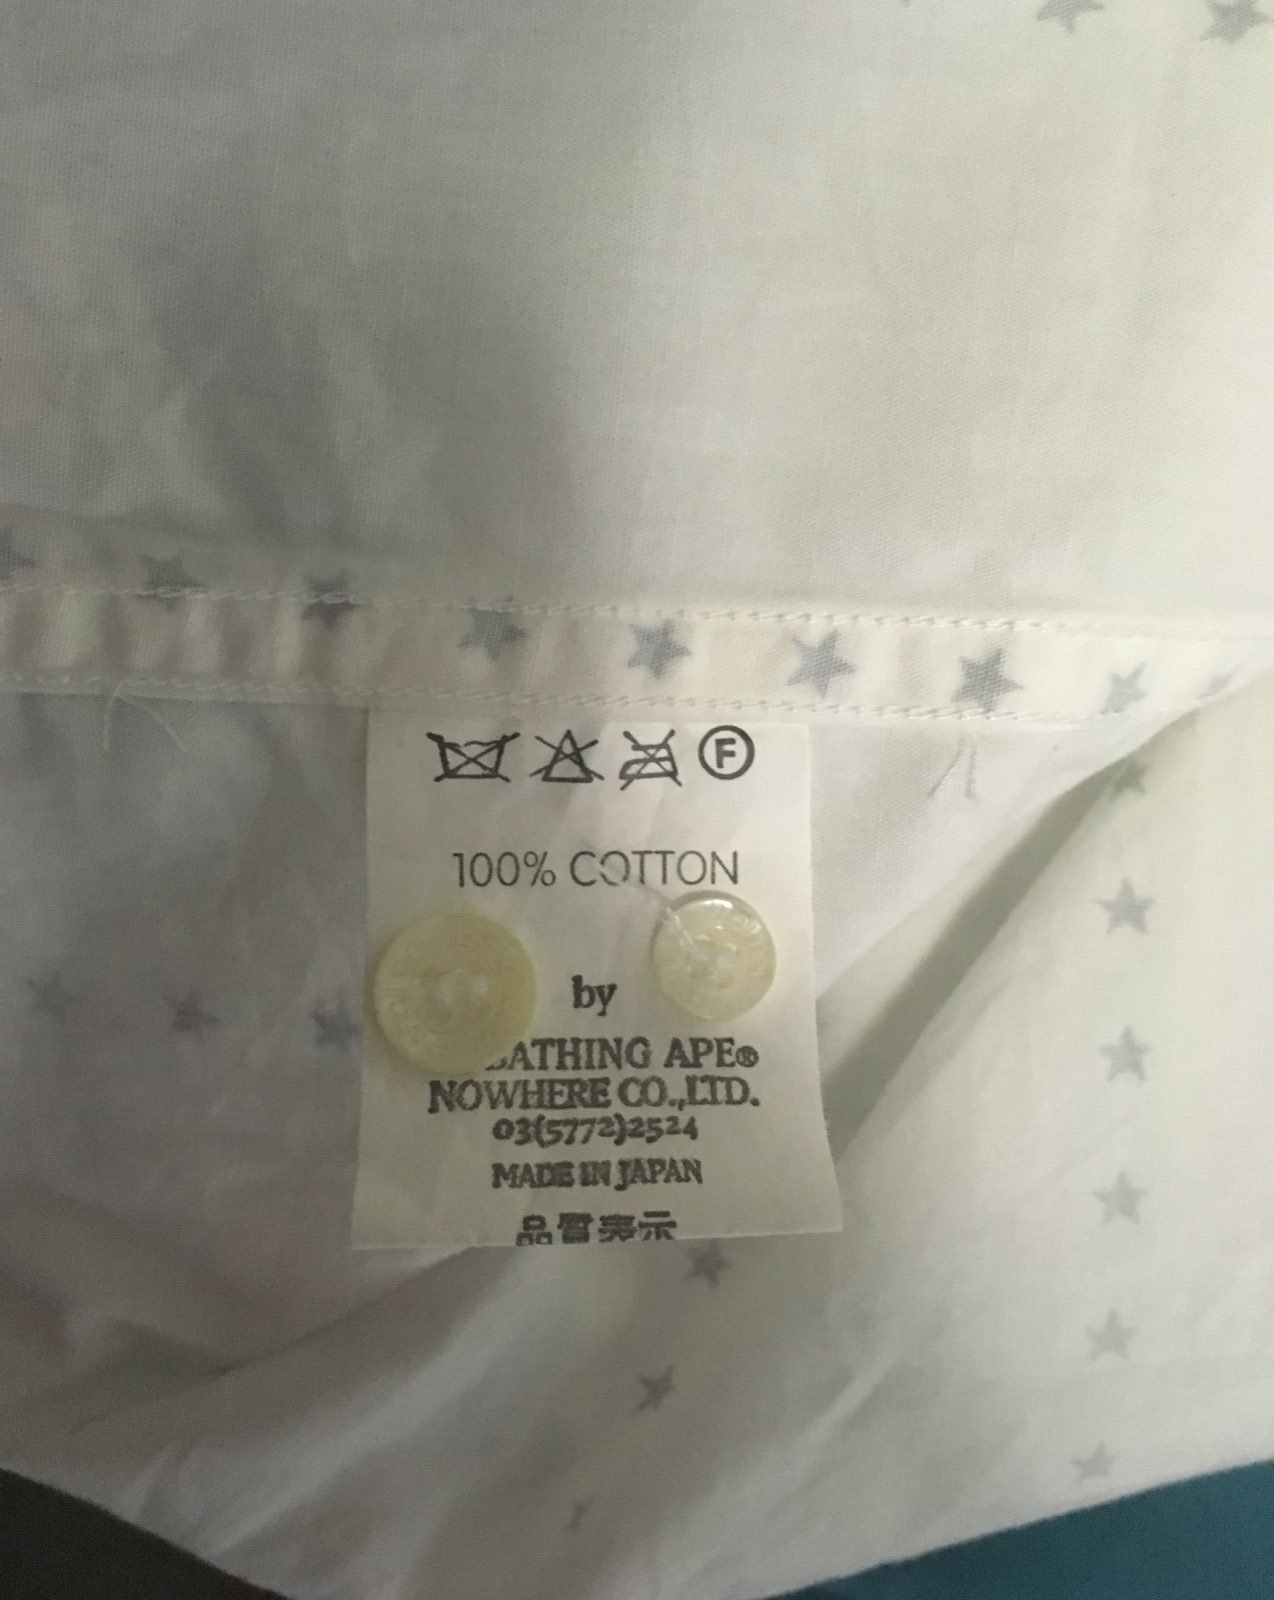 F
100% COTTON
by
BATHING APE®
NOWHERE CO.,LTD.
03(5772)2524
MADE IN JAPAN
品質表示